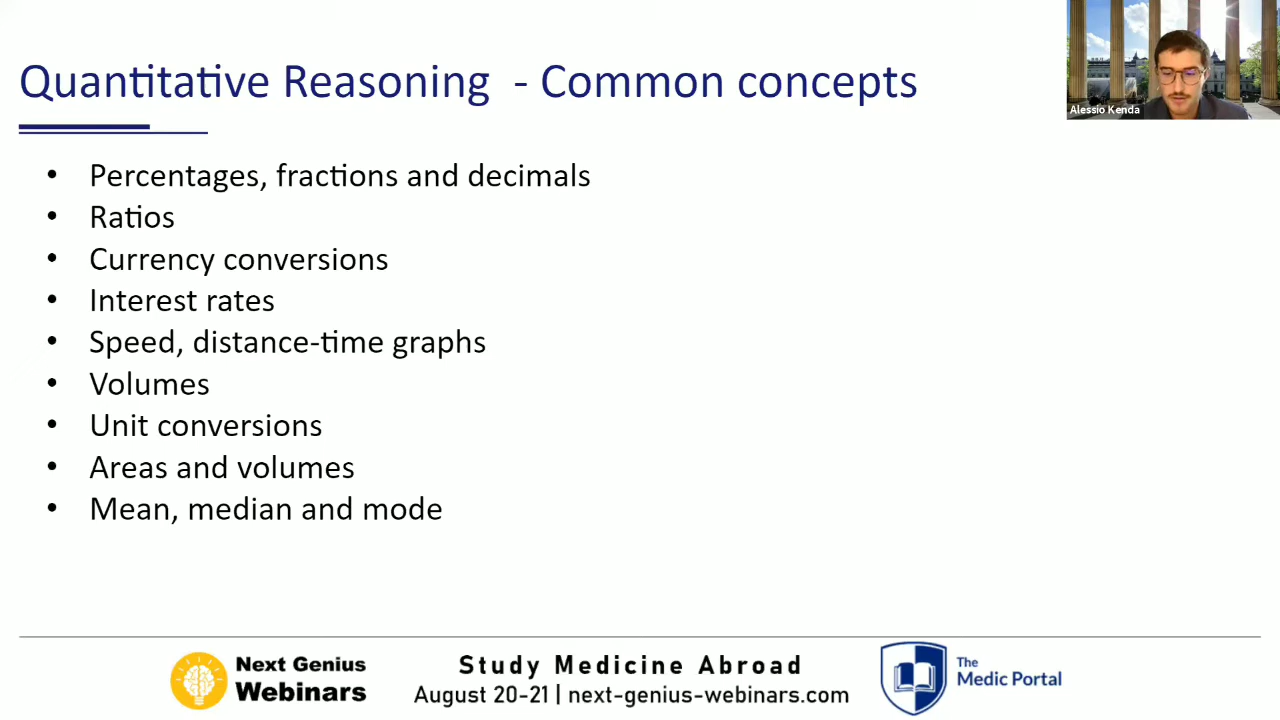 Quantitative Reasoning - Common concepts
Alessio Kenda
• Percentages, fractions and decimals
• Ratios
• Currency conversions
• Interest rates
• Speed, distance-time graphs
• Volumes
• Unit conversions
• Areas and volumes
• Mean, median and mode
Next Genius
Webinars
Study Medicine Abroad
August 20-21 | next-genius-webinars.com
The
Medic Portal